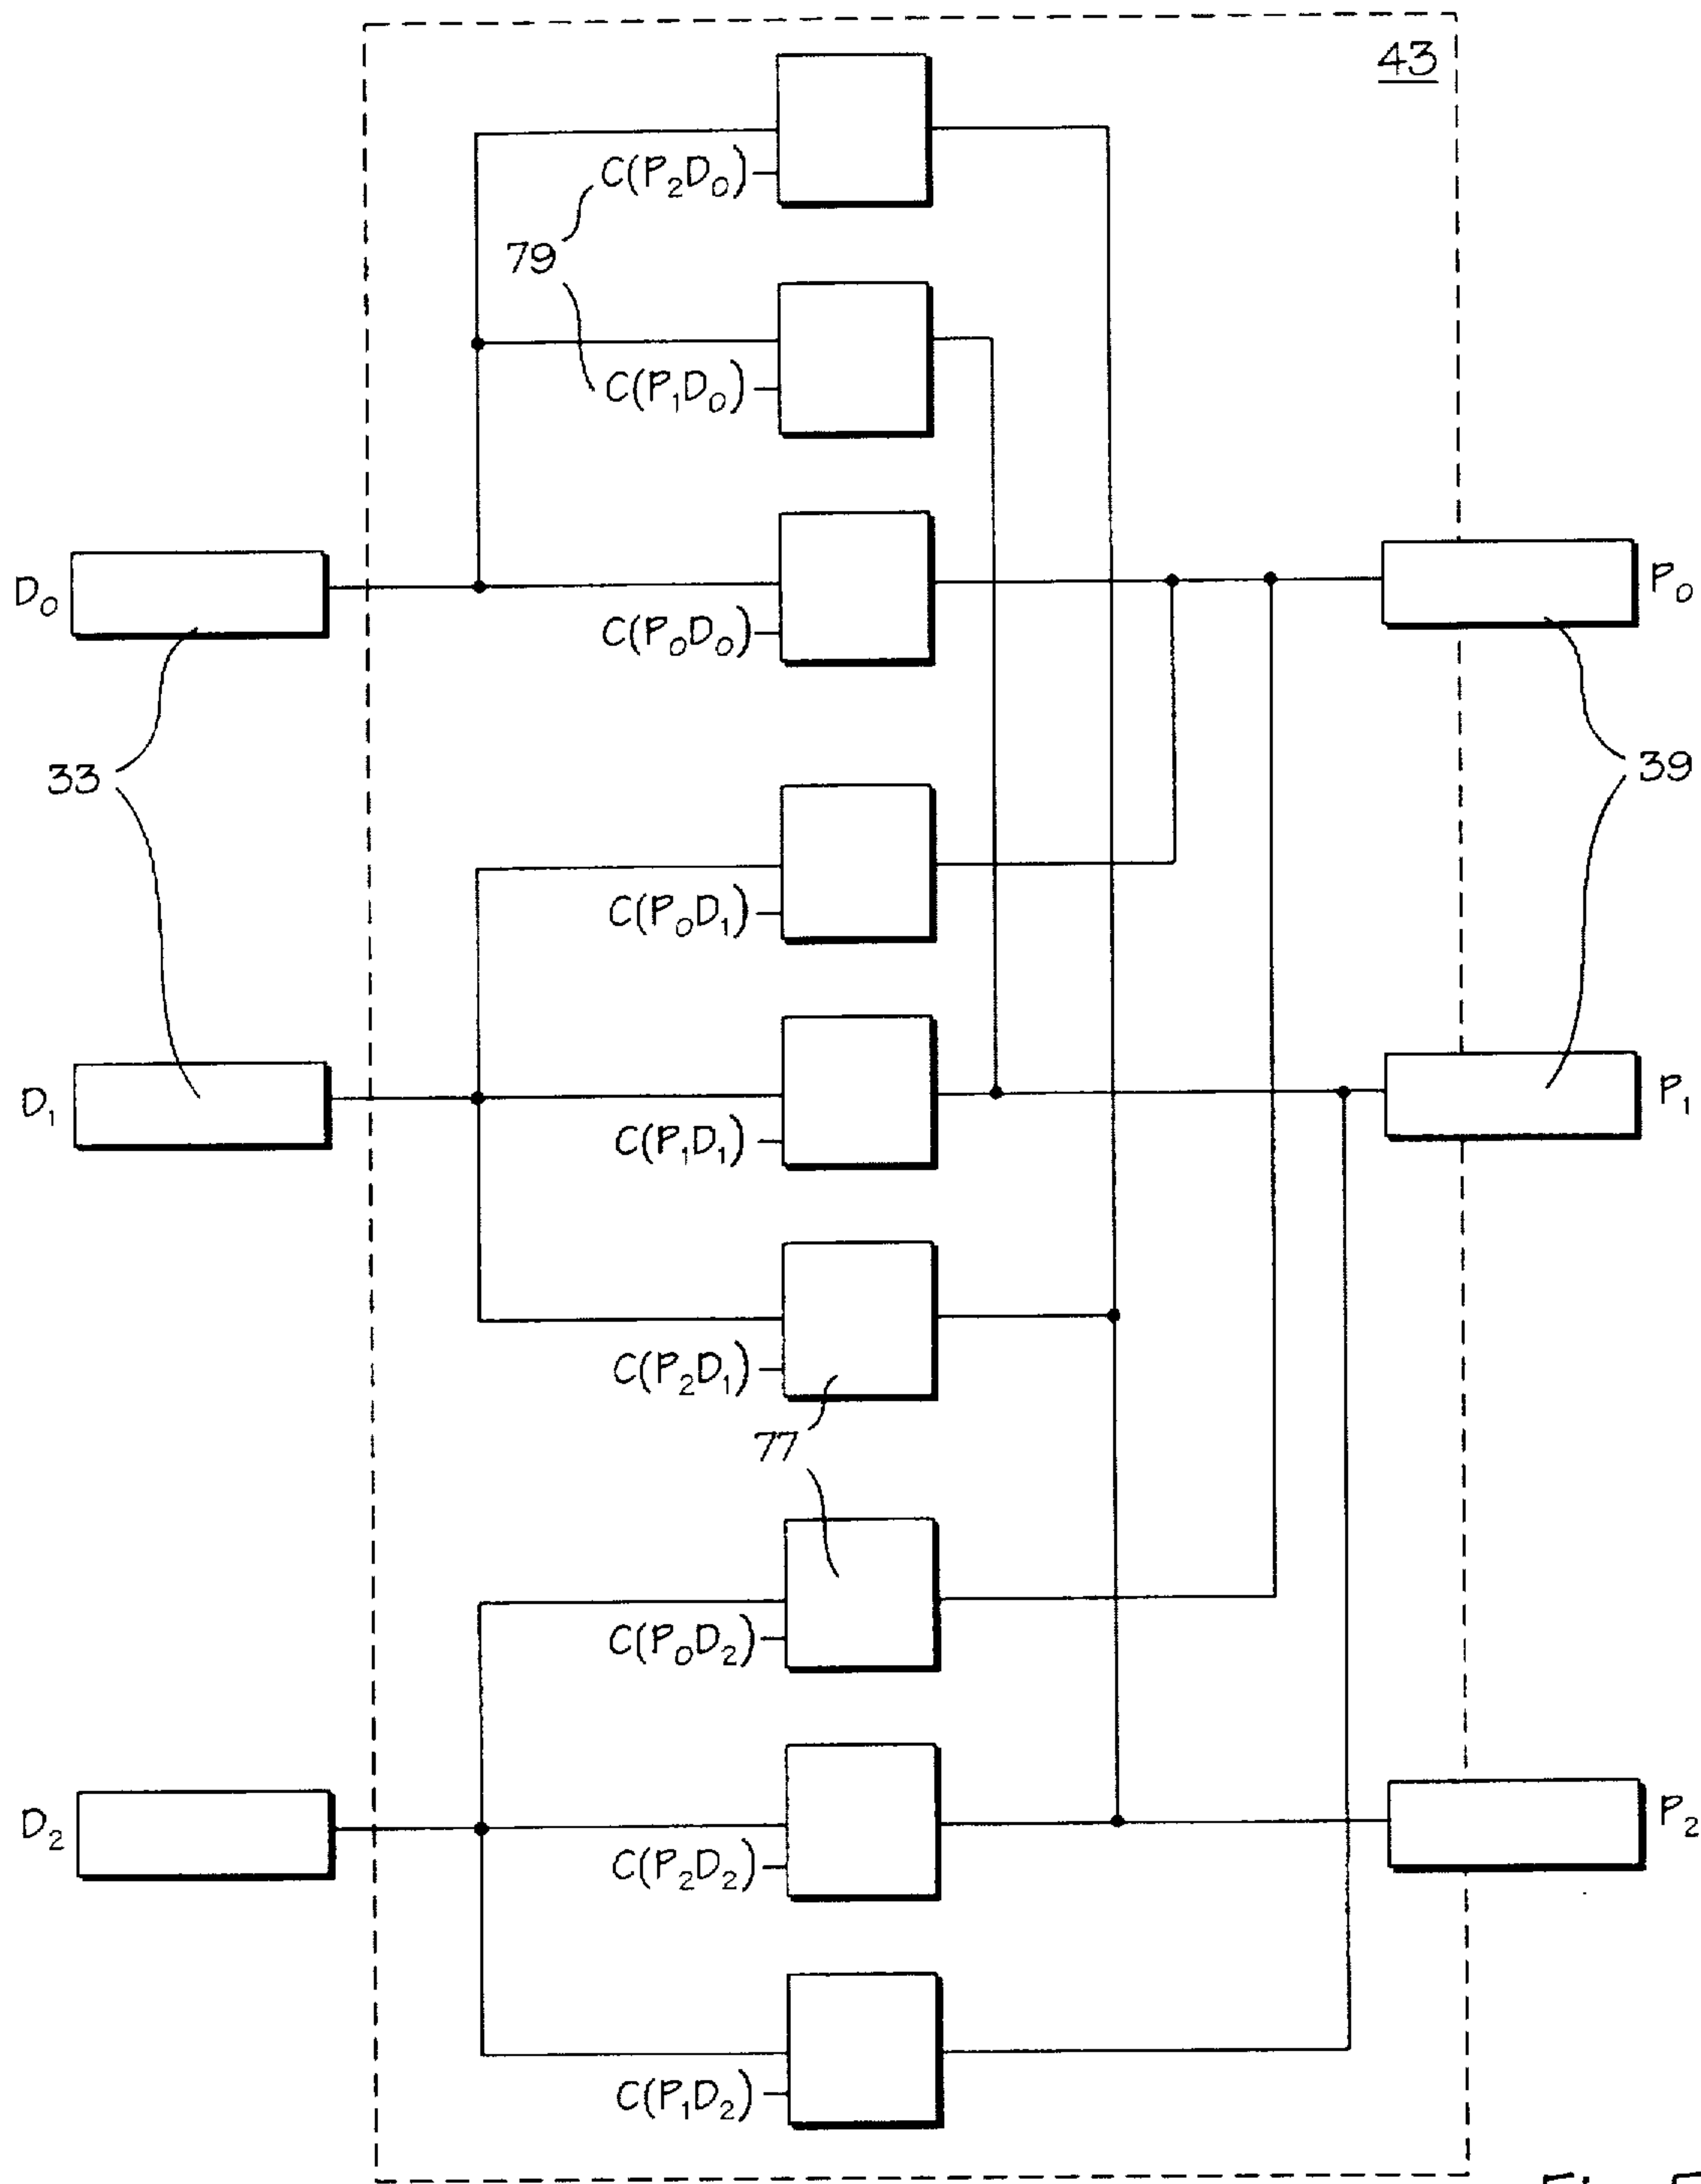 43
C(P₂D₀)
79
C(P₁D₀)
D₀
C(P₀D₀)
P₀
33
39
C(P₀D₁)
D₁
C(P₁D₁)
P₁
C(P₂D₁)
77
C(P₀D₂)
D₂
C(P₂D₂)
P₂
C(P₁D₂)